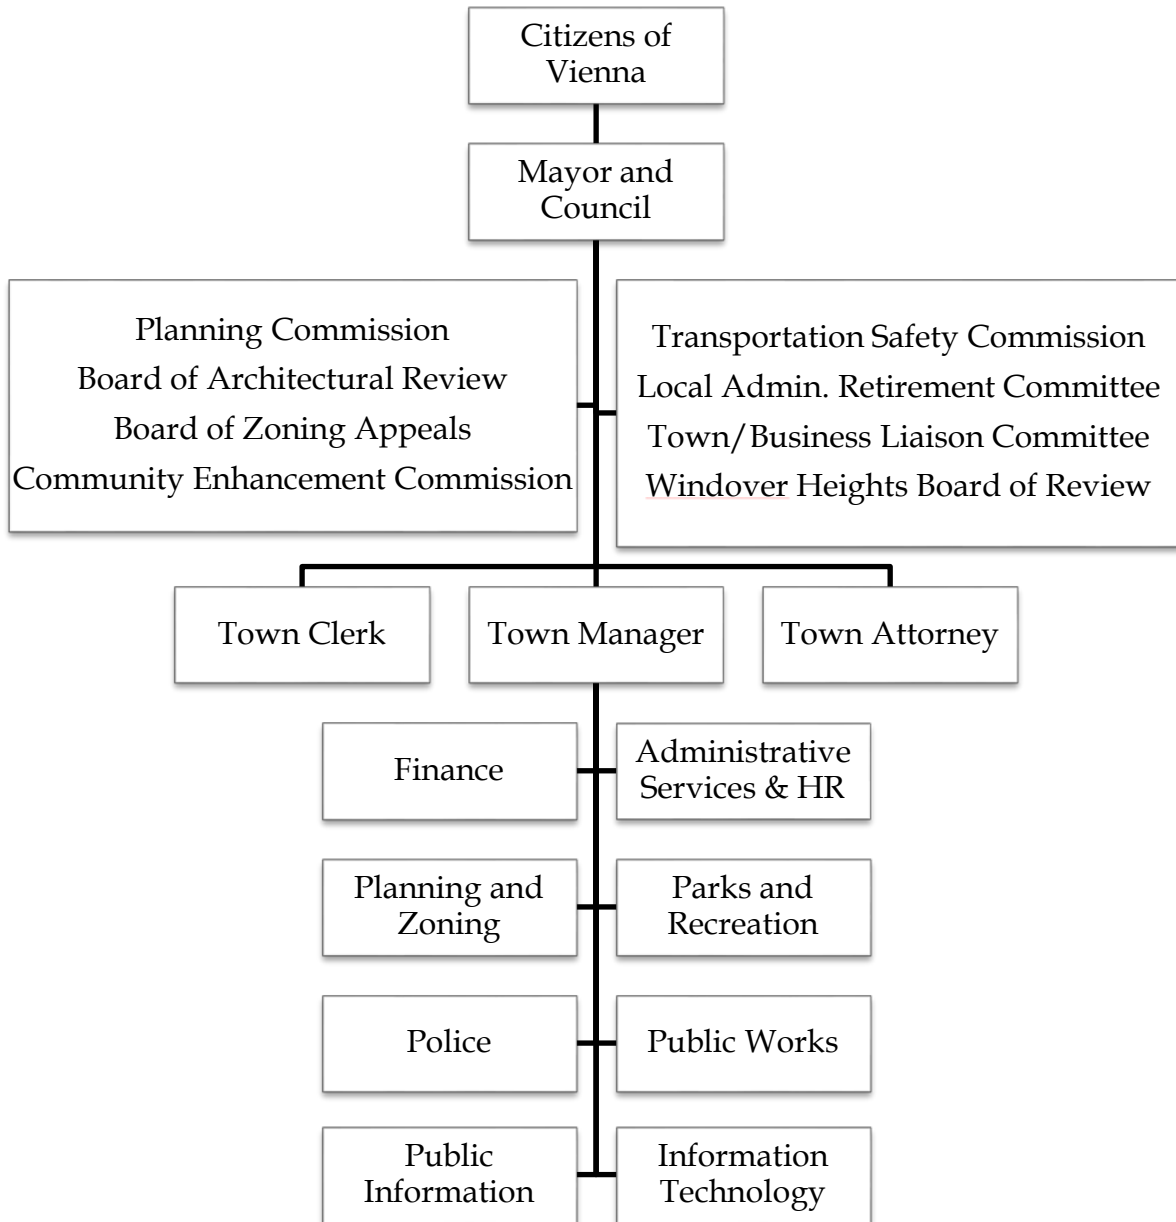 Citizens of
Vienna
Mayor and
Council
Planning Commission
Board of Architectural Review
Board of Zoning Appeals
Community Enhancement Commission
Transportation Safety Commission
Local Admin. Retirement Committee
Town/Business Liaison Committee
Windover Heights Board of Review
Town Clerk
Town Manager
Town Attorney
Finance
Administrative
Services & HR
Planning and
Zoning
Parks and
Recreation
Police
Public Works
Public
Information
Information
Technology